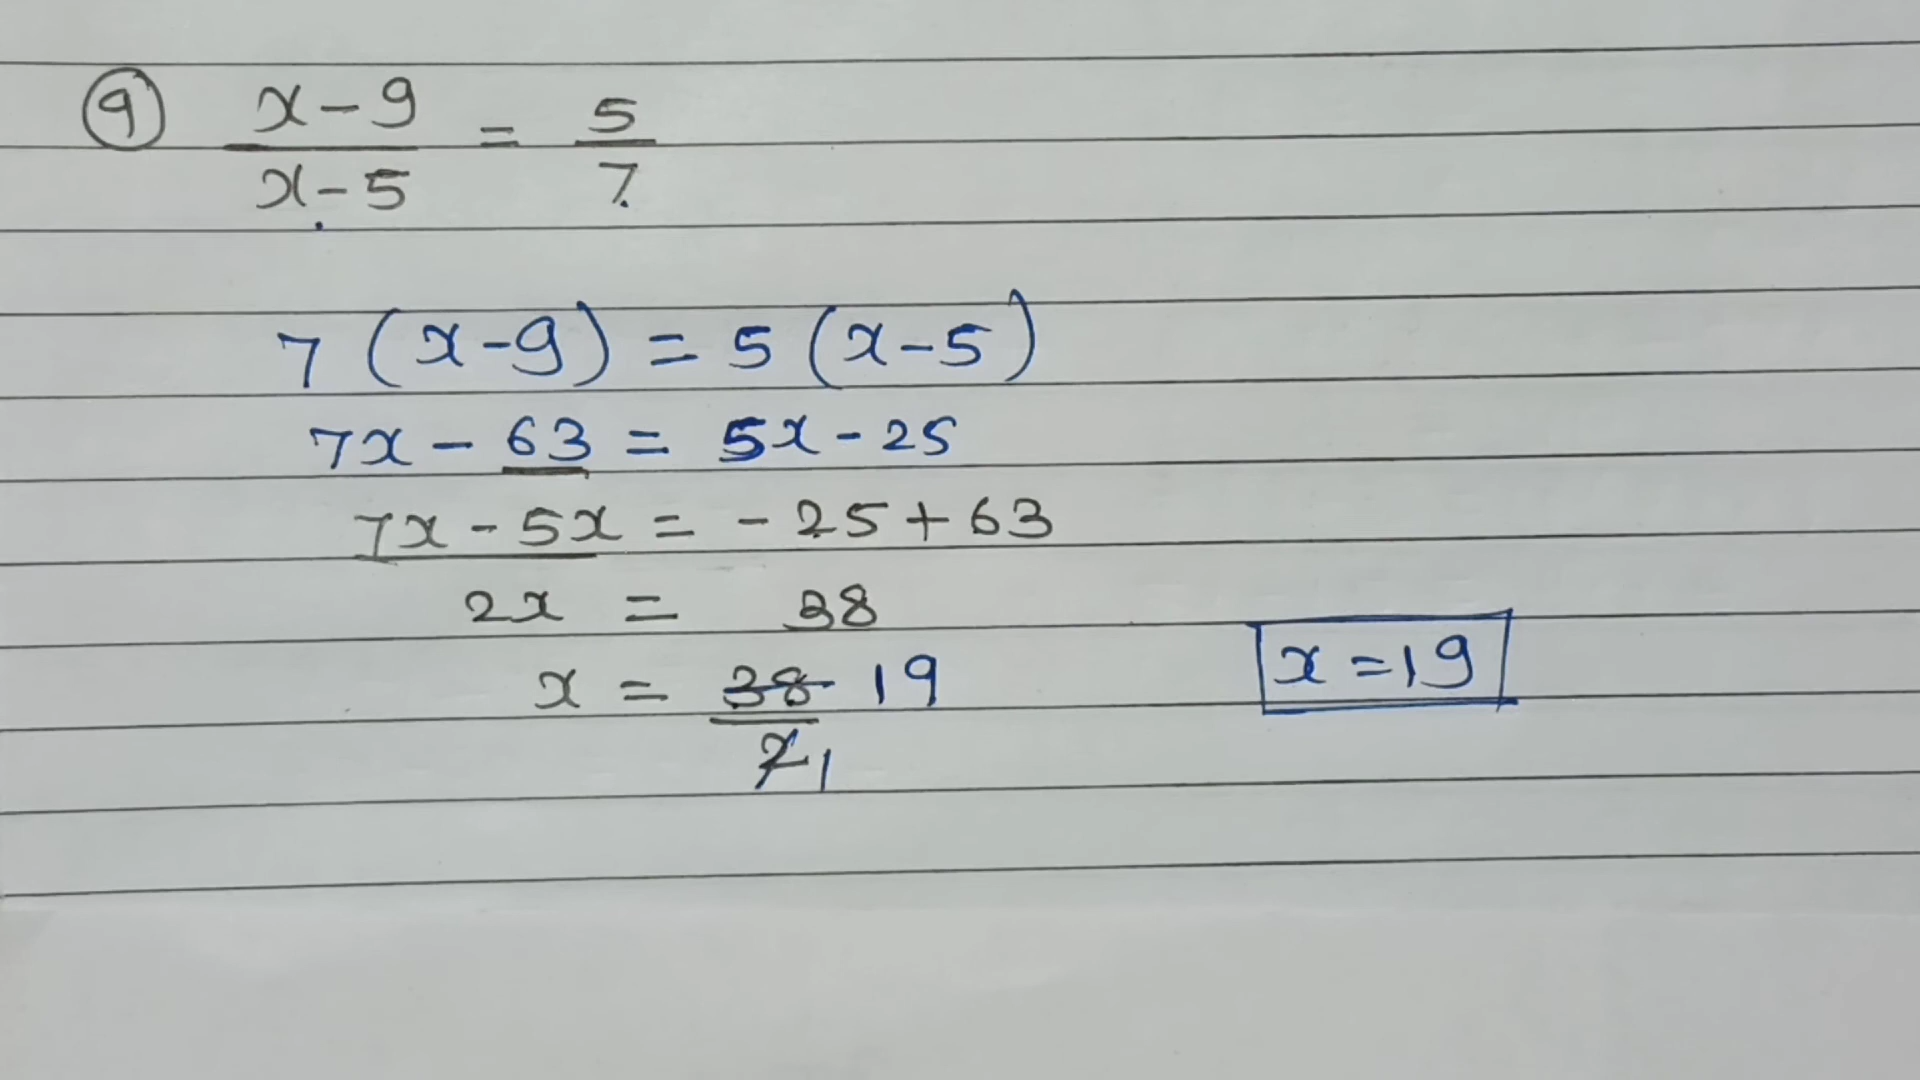 9) x-9 / x-5 = 5 / 7
7 (x-9) = 5 (x-5)
7x - 63 = 5x - 25
7x - 5x = -25 + 63
2x = 38
x = 38 19 / 2 1
x = 19